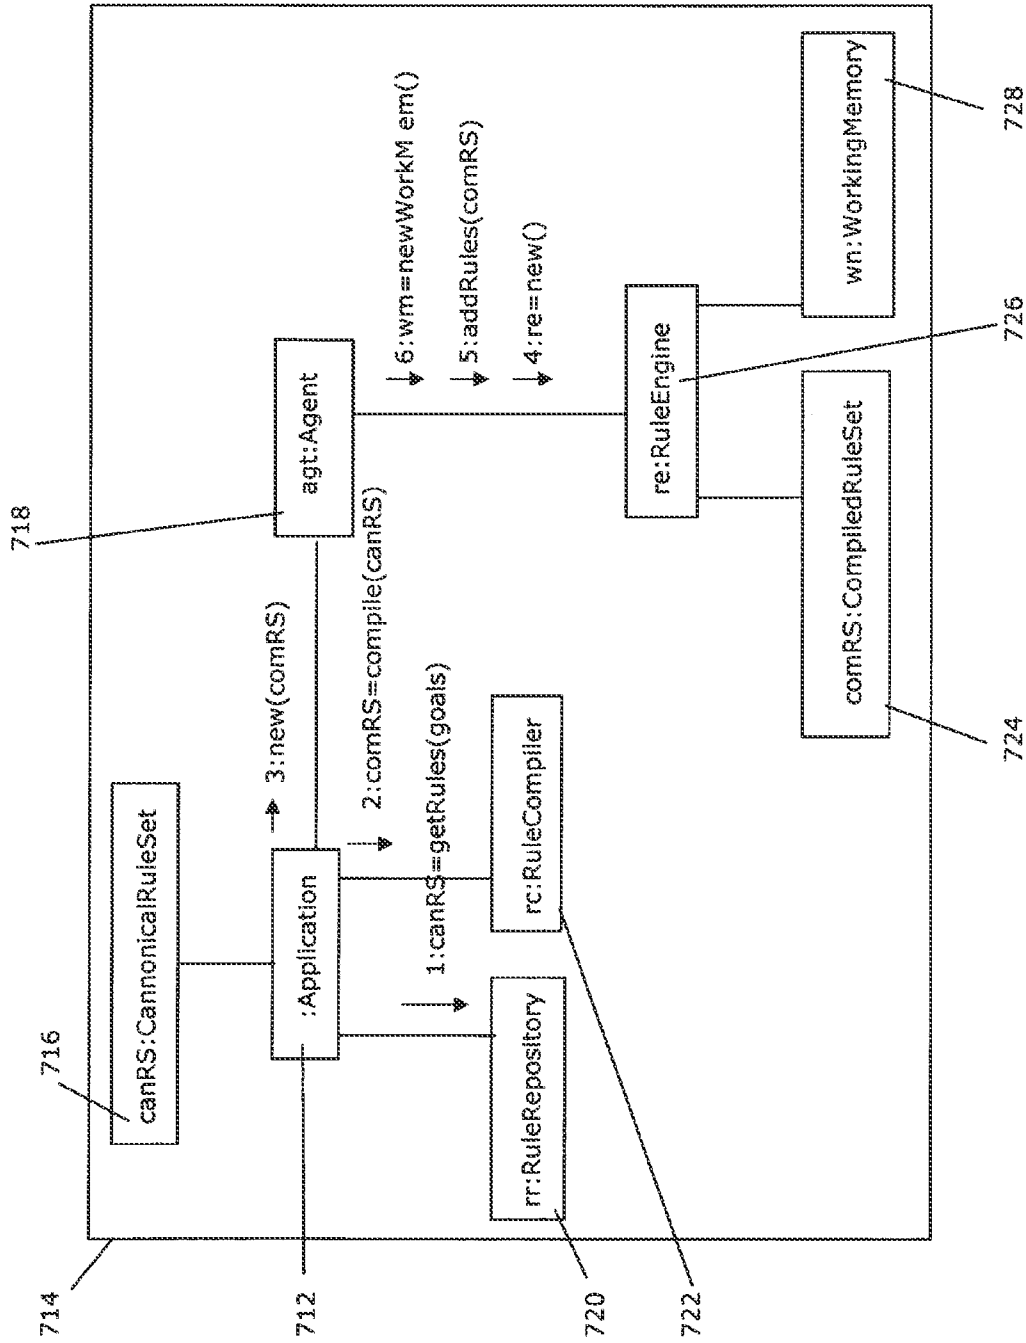 718
714
716
canRS:CannonicalRuleSet
3:new(comRS)
712
:Application
agt:Agent
2:comRS=compile(canRS)
6:wm=newWorkM em()
1:canRS=getRules(goals)
5:addRules(comRS)
4:re=new()
rr:RuleRepository
rc:RuleCompiler
720
re:RuleEngine
722
comRS:CompiledRuleSet
wn:WorkingMemory
724
726
728